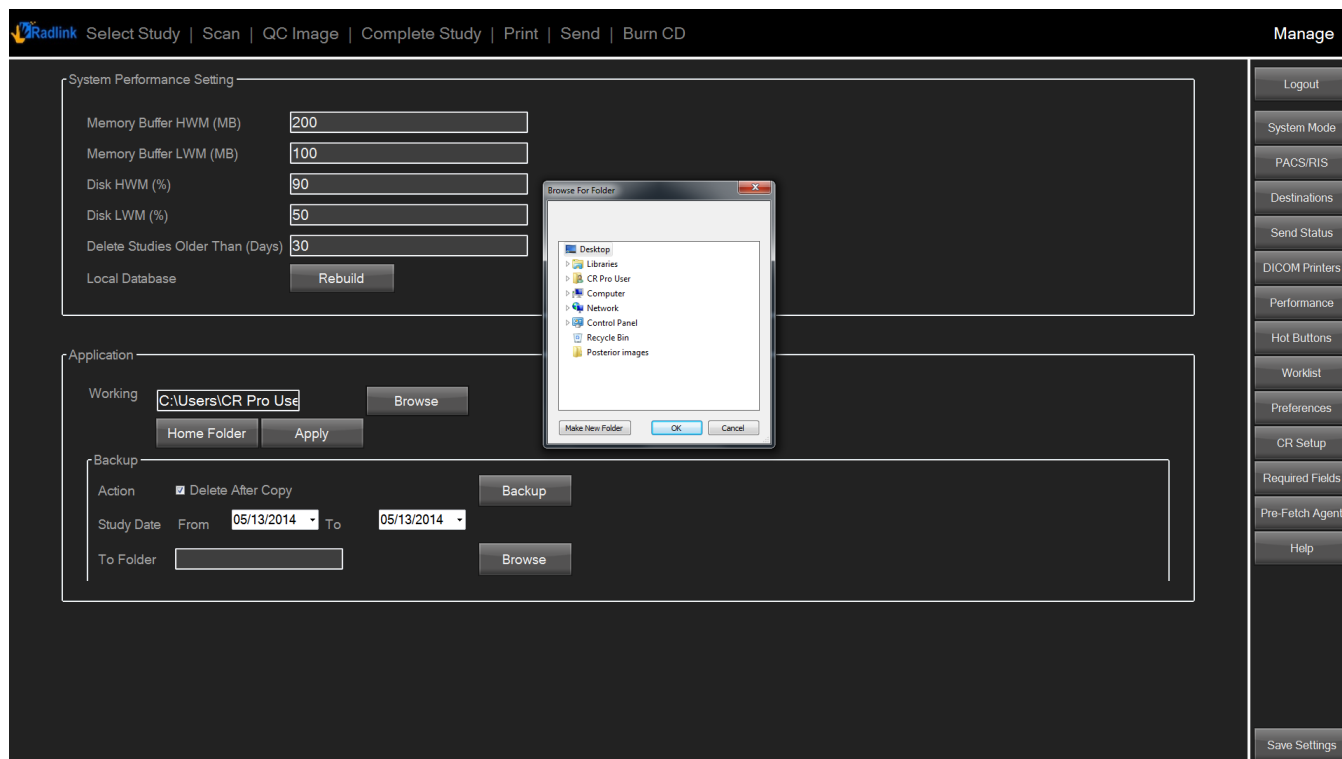 Radlink Select Study | Scan | QC Image | Complete Study | Print | Send | Burn CD
Manage
System Performance Setting
Memory Buffer HWM (MB) 200
Memory Buffer LWM (MB) 100
Disk HWM (%) 90
Disk LWM (%) 50
Delete Studies Older Than (Days) 30
Local Database Rebuild
Application
Working C:\Users\CR Pro Use Browse
Home Folder Apply
Backup
Action Delete After Copy Backup
Study Date From 05/13/2014 To 05/13/2014
To Folder Browse
Browse For Folder
Desktop
Libraries
CR Pro User
Computer
Network
Control Panel
Recycle Bin
Posterior images
Make New Folder OK Cancel
Logout
System Mode
PACS/RIS
Destinations
Send Status
DICOM Printers
Performance
Hot Buttons
Worklist
Preferences
CR Setup
Required Fields
Pre-Fetch Agent
Help
Save Settings